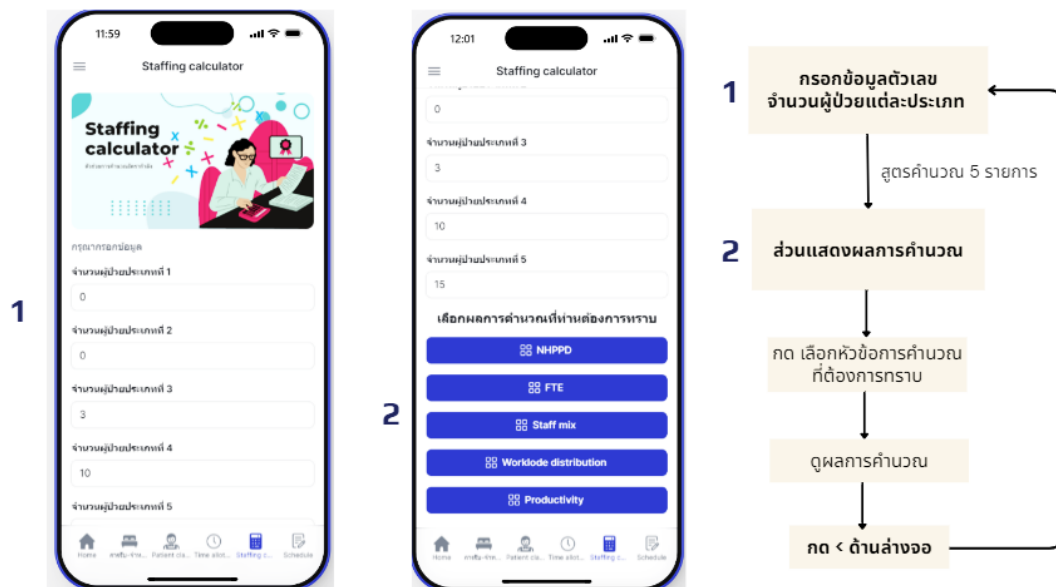 1
11:59
Staffing calculator
Staffing
calculator
กรุณากรอกข้อมูล
จำนวนผู้ป่วยประเภทที่ 1
0
จำนวนผู้ป่วยประเภทที่ 2
0
จำนวนผู้ป่วยประเภทที่ 3
3
จำนวนผู้ป่วยประเภทที่ 4
10
จำนวนผู้ป่วยประเภทที่ 5
Home
Patient cla...
Time allot...
Staffing c...
Schedule
2
12:01
Staffing calculator
0
จำนวนผู้ป่วยประเภทที่ 3
3
จำนวนผู้ป่วยประเภทที่ 4
10
จำนวนผู้ป่วยประเภทที่ 5
15
เลือกผลการคำนวณที่ท่านต้องการทราบ
NHPPD
FTE
Staff mix
Worklode distribution
Productivity
Home
Patient cla...
Time allot...
Staffing c...
Schedule
1
กรอกข้อมูลตัวเลข
จำนวนผู้ป่วยแต่ละประเภท
สูตรคำนวณ 5 รายการ
2
ส่วนแสดงผลการคำนวณ
กด เลือกหัวข้อการคำนวณ
ที่ต้องการทราบ
ดูผลการคำนวณ
กด < ด้านล่างจอ